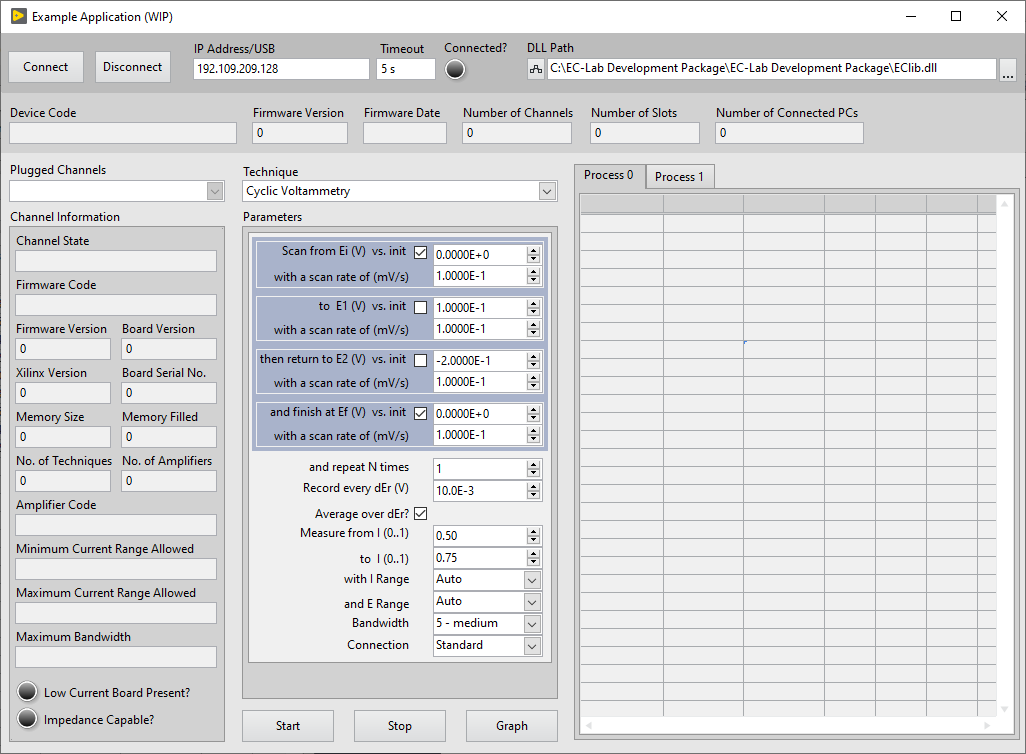 Example Application (WIP)
Connect
Disconnect
IP Address/USB
192.109.209.128
Timeout
5 s
Connected?
DLL Path
C:\EC-Lab Development Package\EC-Lab Development Package\EClib.dll
...
Device Code
Firmware Version
0
Firmware Date
Number of Channels
0
Number of Slots
0
Number of Connected PCs
0
Plugged Channels
Channel Information
Channel State
Firmware Code
Firmware Version
Board Version
0
0
Xilinx Version
Board Serial No.
0
0
Memory Size
Memory Filled
0
0
No. of Techniques
No. of Amplifiers
0
0
Amplifier Code
Minimum Current Range Allowed
Maximum Current Range Allowed
Maximum Bandwidth
Low Current Board Present?
Impedance Capable?
Technique
Cyclic Voltammetry
Parameters
Scan from Ei (V) vs. init 0.0000E+0
with a scan rate of (mV/s) 1.0000E-1
to E1 (V) vs. init 1.0000E-1
with a scan rate of (mV/s) 1.0000E-1
then return to E2 (V) vs. init -2.0000E-1
with a scan rate of (mV/s) 1.0000E-1
and finish at Ef (V) vs. init 0.0000E+0
with a scan rate of (mV/s) 1.0000E-1
and repeat N times 1
Record every dEr (V) 10.0E-3
Average over dEr?
Measure from I (0..1) 0.50
to I (0..1) 0.75
with I Range Auto
and E Range Auto
Bandwidth 5 - medium
Connection Standard
Start
Stop
Graph
Process 0
Process 1